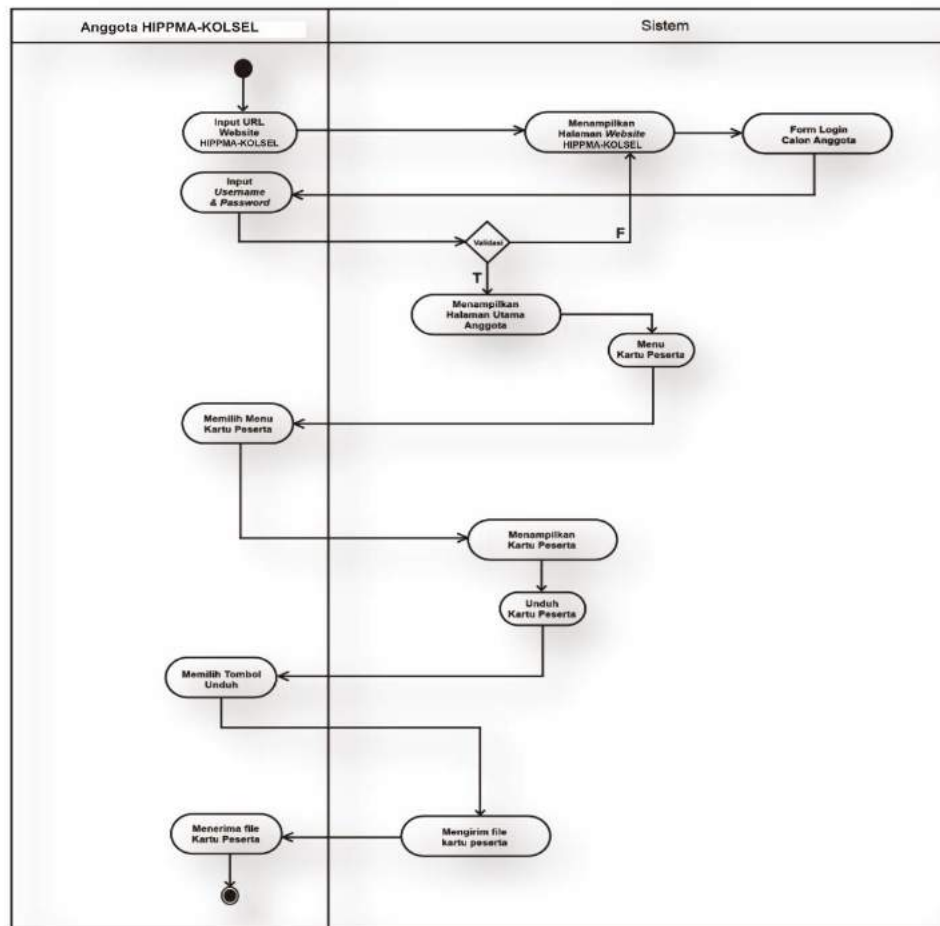 Anggota HIPPMA-KOLSEL
Sistem
Input URL
Website
HIPPMA-KOLSEL
Menampilkan
Halaman Website
HIPPMA-KOLSEL
Form Login
Calon Anggota
Input
Username
& Password
Validasi
F
T
Menampilkan
Halaman Utama
Anggota
Menu
Kartu Peserta
Memilih Menu
Kartu Peserta
Menampilkan
Kartu Peserta
Unduh
Kartu Peserta
Memilih Tombol
Unduh
Mengirim file
kartu peserta
Menerima file
Kartu Peserta